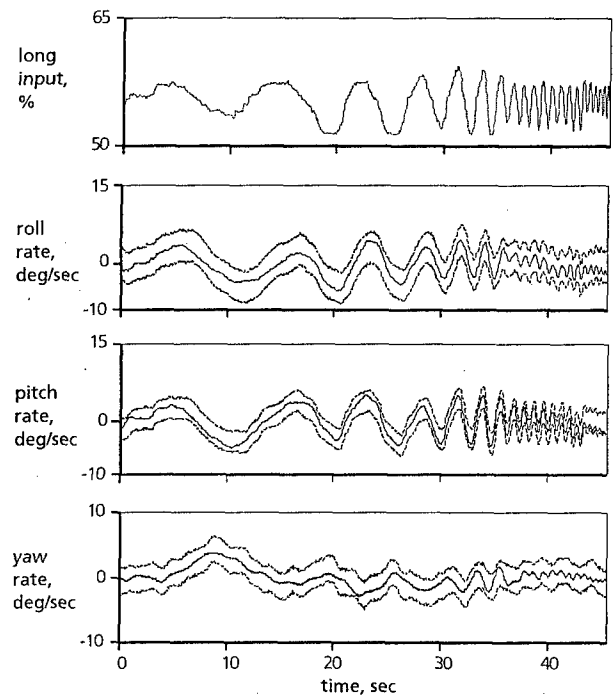 65
long
input,
%
50
15
roll
rate,
0
deg/sec
-10
15
pitch
rate,
0
deg/sec
-10
10
yaw
rate,
0
deg/sec
-10
0 10 20 30 40
time, sec